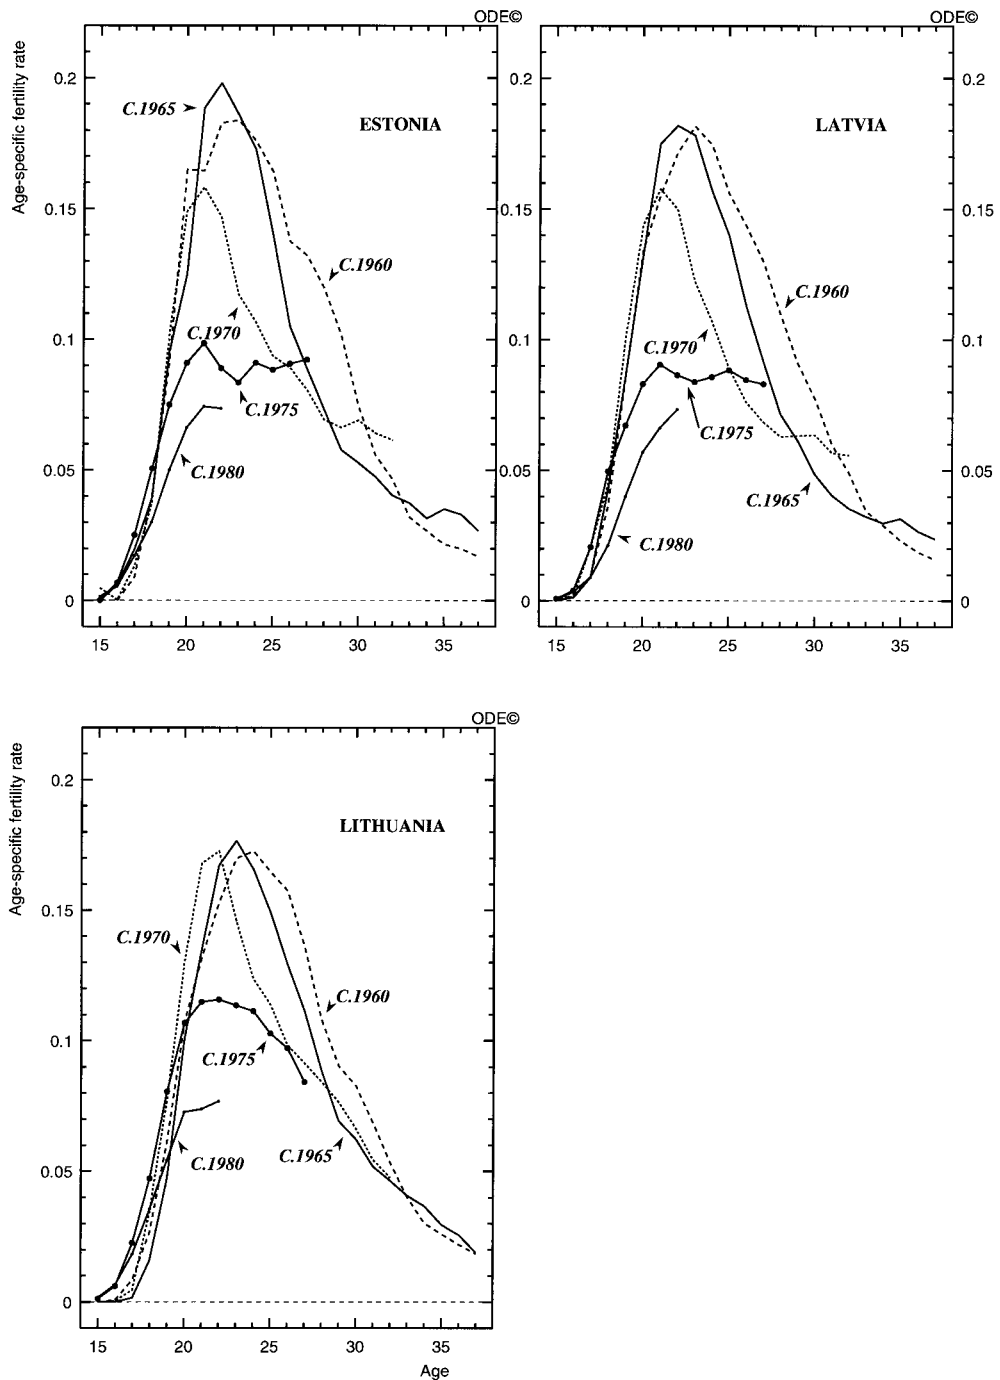 ODE©
Age-specific fertility rate
0.2
0.15
0.1
0.05
0
C.1965
ESTONIA
C.1960
C.1970
C.1975
C.1980
15 20 25 30 35
ODE©
0.2 0.2
0.15 0.15
0.1 0.1
0.05 0.05
0 0
LATVIA
C.1960
C.1970
C.1975
C.1965
C.1980
15 20 25 30 35
ODE©
Age-specific fertility rate
0.2
0.15
0.1
0.05
0
LITHUANIA
C.1970
C.1960
C.1975
C.1965
C.1980
15 20 25 30 35
Age